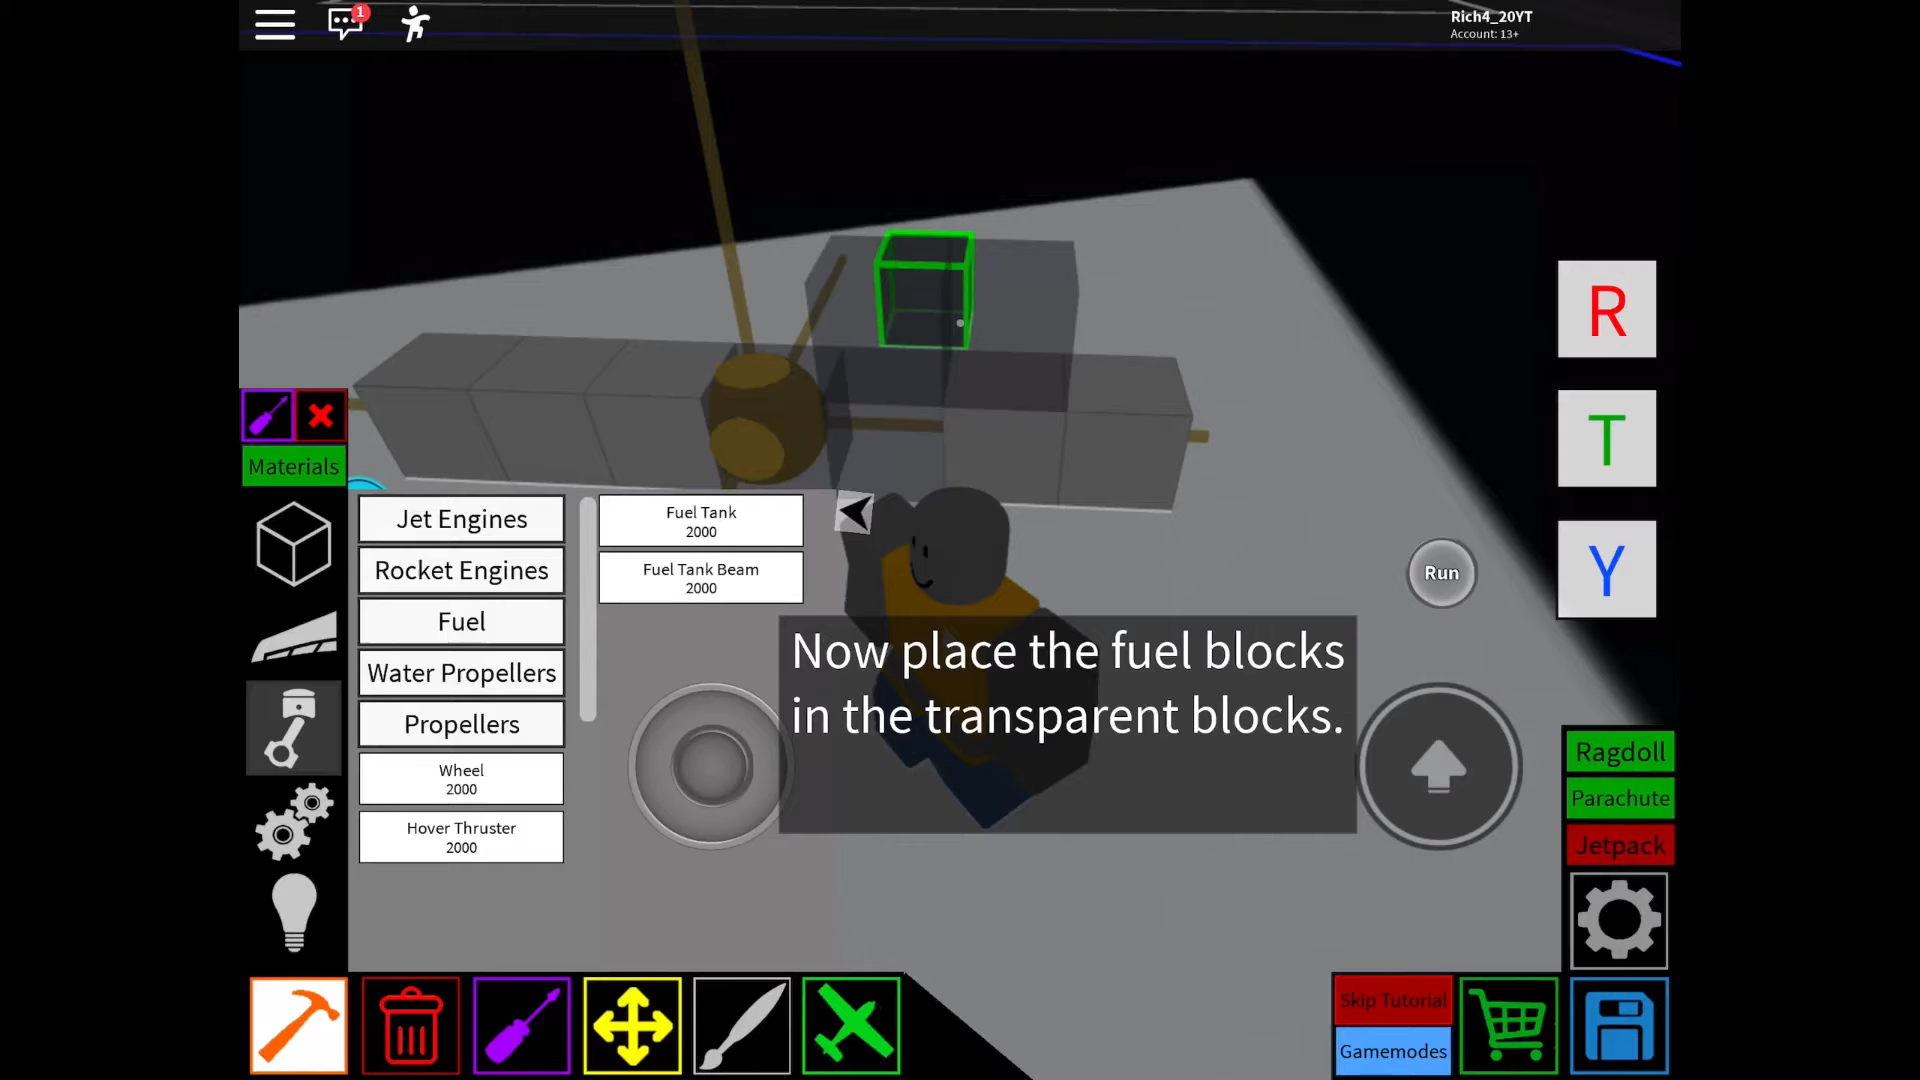 1
Rich4_20YT
Account: 13+
R
T
Y
Materials
Jet Engines
Rocket Engines
Fuel
Water Propellers
Propellers
Wheel
2000
Hover Thruster
2000
Fuel Tank
2000
Fuel Tank Beam
2000
Run
Now place the fuel blocks
in the transparent blocks.
Ragdoll
Parachute
Jetpack
Skip Tutorial
Gamemodes